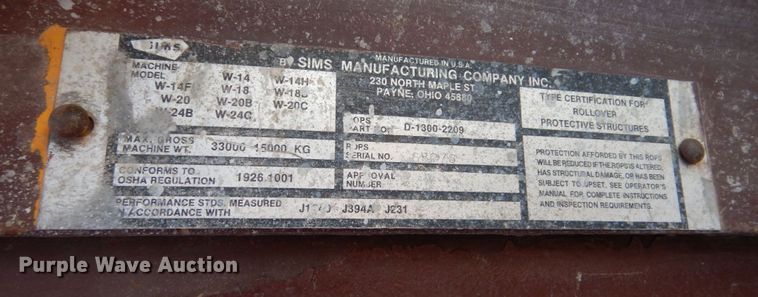 SIMS
MANUFACTURED IN U.S.A.
BY SIMS MANUFACTURING COMPANY INC.
230 NORTH MAPLE ST
PAYNE, OHIO
MACHINE
MODEL
W-14 W-14H
W-14F W-18
W-20 W-20B W-20C
W-24B W-24C
ROPS
PART NO. D-1300-2209
MAX. GROSS
MACHINE WT. 33000 15000 KG
ROPS
SERIAL NO.
CONFORMS TO
OSHA REGULATION 1926.1001
APPROVAL
NUMBER
PERFORMANCE STDS. MEASURED
IN ACCORDANCE WITH J394A J231
TYPE CERTIFICATION FOR
ROLLOVER
PROTECTIVE STRUCTURES
PROTECTION AFFORDED BY THIS ROPS
WILL BE REDUCED IF THE ROPS IS ALTERED,
HAS STRUCTURAL DAMAGE, OR HAS BEEN
SUBJECT TO UPSET. SEE OPERATOR'S
MANUAL FOR COMPLETE INSTRUCTIONS
AND INSPECTION REQUIREMENTS.
Purple Wave Auction